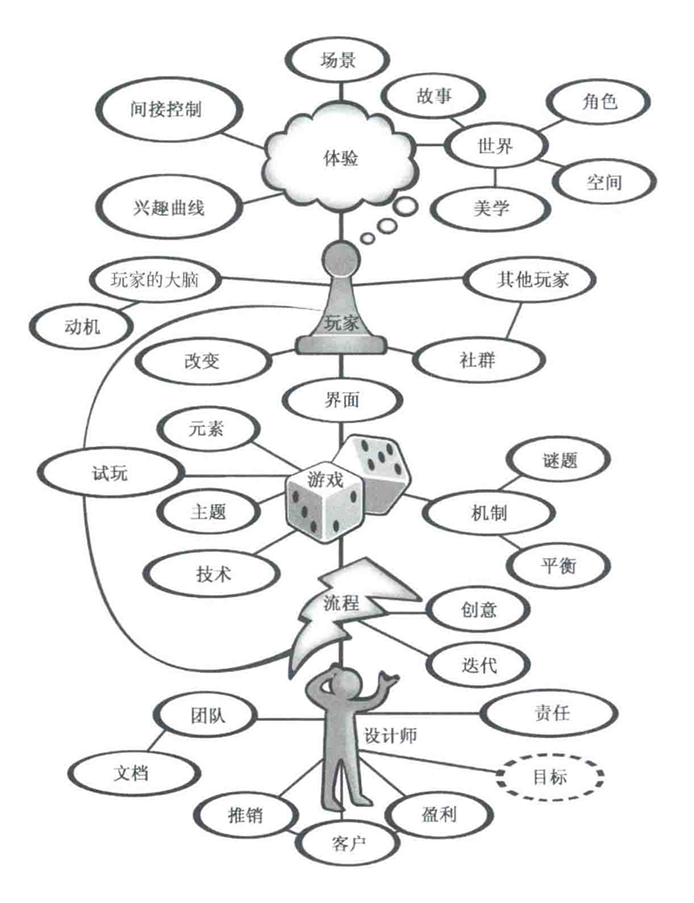 场景
故事
角色
间接控制
世界
体验
空间
兴趣曲线
美学
玩家的大脑
其他玩家
动机
玩家
改变
社群
界面
元素
谜题
试玩
游戏
主题
机制
技术
平衡
流程
创意
迭代
团队
责任
设计师
文档
目标
推销
盈利
客户